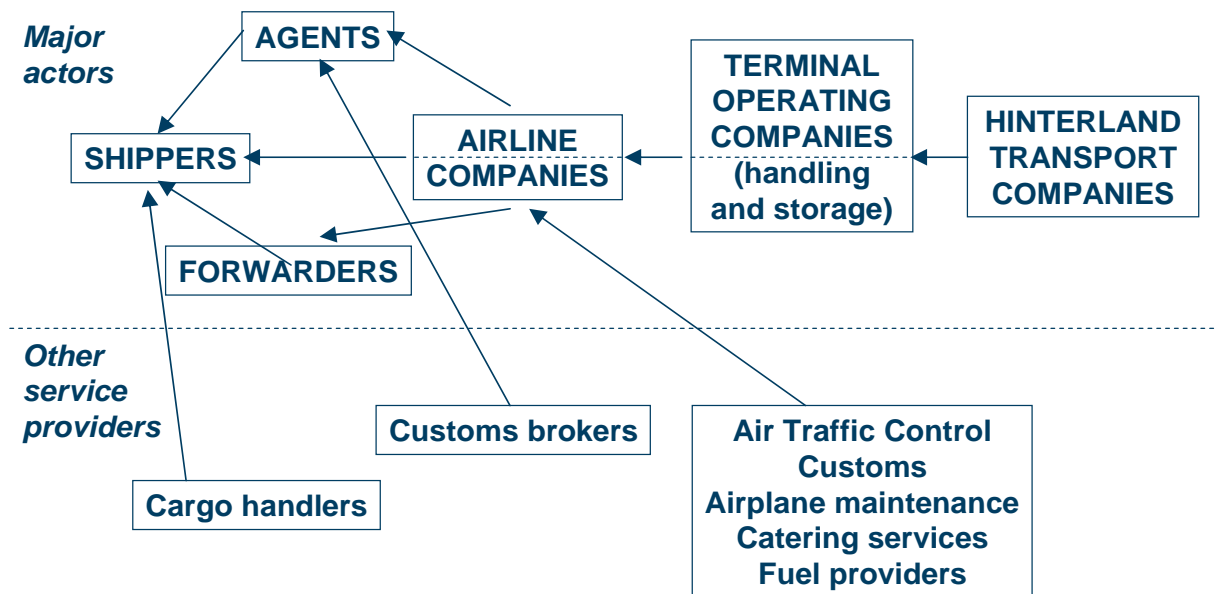 Major
actors
AGENTS
SHIPPERS
FORWARDERS
AIRLINE
COMPANIES
TERMINAL
OPERATING
COMPANIES
(handling
and storage)
HINTERLAND
TRANSPORT
COMPANIES
Other
service
providers
Cargo handlers
Customs brokers
Air Traffic Control
Customs
Airplane maintenance
Catering services
Fuel providers